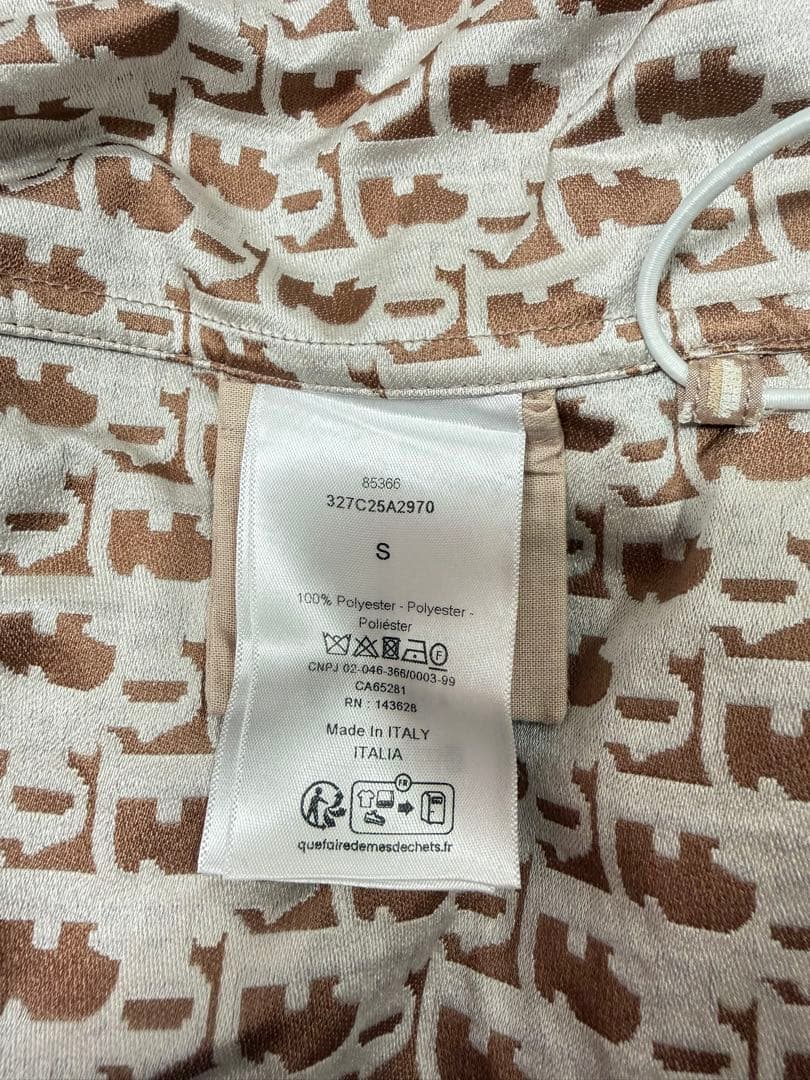 85366
327C25A2970
S
100% Polyester - Polyester -
Poliéster
F
CNPJ 02-046-366/0003-99
CA65281
RN : 143628
Made In ITALY
ITALIA
FR
quefairedemesdechets.fr